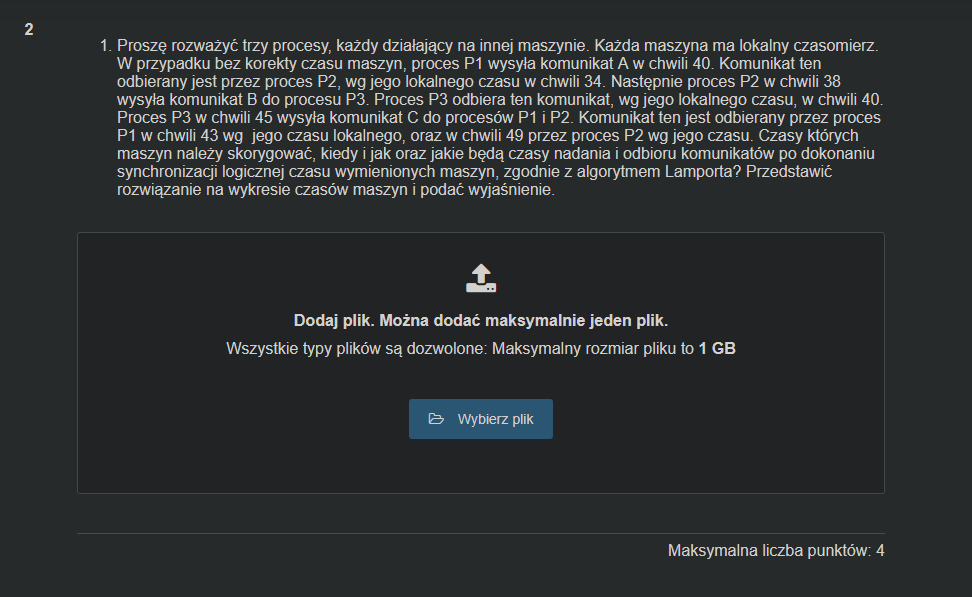 2
1. Proszę rozważyć trzy procesy, każdy działający na innej maszynie. Każda maszyna ma lokalny czasomierz.
W przypadku bez korekty czasu maszyn, proces P1 wysyła komunikat A w chwili 40. Komunikat ten
odbierany jest przez proces P2, wg jego lokalnego czasu w chwili 34. Następnie proces P2 w chwili 38
wysyła komunikat B do procesu P3. Proces P3 odbiera ten komunikat, wg jego lokalnego czasu, w chwili 40.
Proces P3 w chwili 45 wysyła komunikat C do procesów P1 i P2. Komunikat ten jest odbierany przez proces
P1 w chwili 43 wg jego czasu lokalnego, oraz w chwili 49 przez proces P2 wg jego czasu. Czasy których
maszyn należy skorygować, kiedy i jak oraz jakie będą czasy nadania i odbioru komunikatów po dokonaniu
synchronizacji logicznej czasu wymienionych maszyn, zgodnie z algorytmem Lamporta? Przedstawić
rozwiązanie na wykresie czasów maszyn i podać wyjaśnienie.
Dodaj plik. Można dodać maksymalnie jeden plik.
Wszystkie typy plików są dozwolone: Maksymalny rozmiar pliku to 1 GB
Wybierz plik
Maksymalna liczba punktów: 4